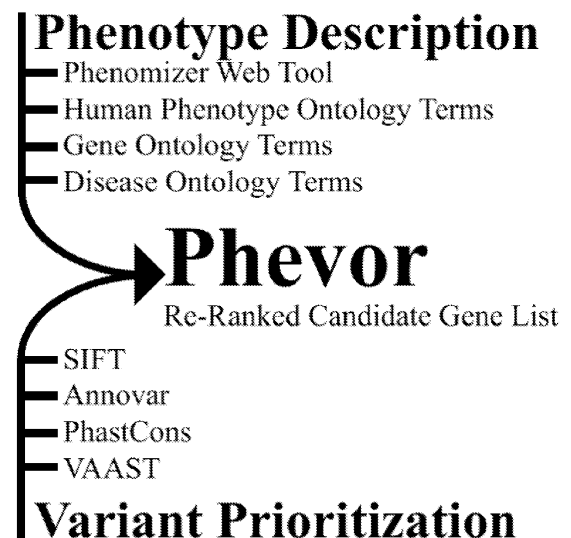 Phenotype Description
Phenomizer Web Tool
Human Phenotype Ontology Terms
Gene Ontology Terms
Disease Ontology Terms
Phevor
Re-Ranked Candidate Gene List
SIFT
Annovar
PhastCons
VAAST
Variant Prioritization